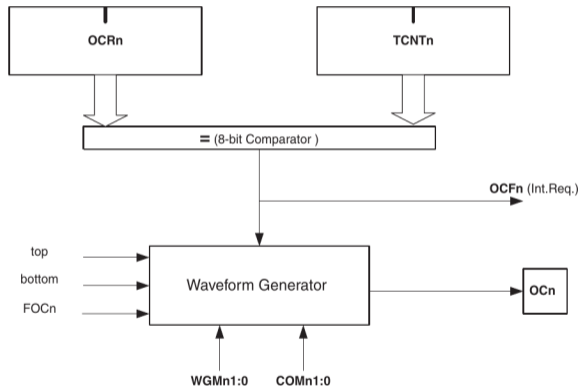 OCRn
TCNTn
= (8-bit Comparator )
OCFn (Int.Req.)
top
bottom
FOCn
Waveform Generator
OCn
WGMn1:0
COMn1:0